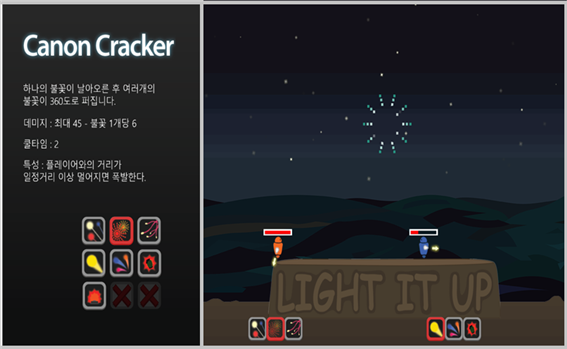 Canon Cracker
하나의 불꽃이 날아오른 후 여러개의
불꽃이 360도로 퍼집니다.
데미지 : 최대 45 - 불꽃 1개당 6
쿨타임 : 2
특성 : 플레이어와의 거리가
일정거리 이상 멀어지면 폭발한다.
LIGHT IT UP